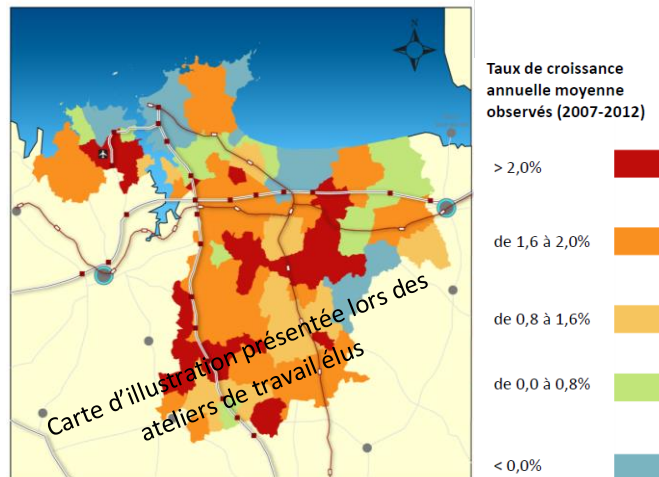 N
Taux de croissance
annuelle moyenne
observés (2007-2012)
> 2,0%
de 1,6 à 2,0%
de 0,8 à 1,6%
de 0,0 à 0,8%
< 0,0%
Carte d'illustration présentée lors des
ateliers de travail élus